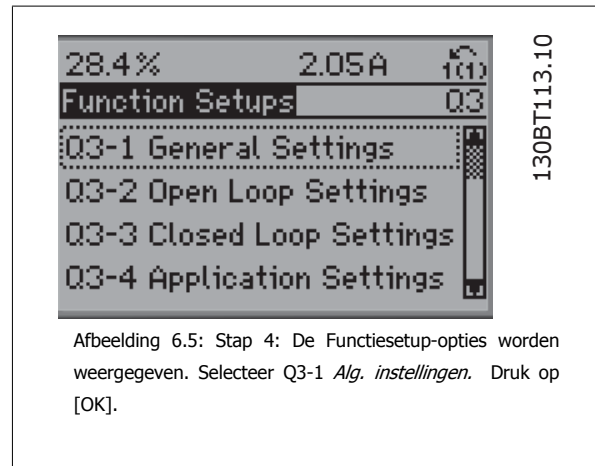 28.4% 2.05A 1(1)
Function Setups Q3
Q3-1 General Settings
Q3-2 Open Loop Settings
Q3-3 Closed Loop Settings
Q3-4 Application Settings
130BT113.10
Afbeelding 6.5: Stap 4: De Functiesetup-opties worden
weergegeven. Selecteer Q3-1 Alg. instellingen. Druk op
[OK].